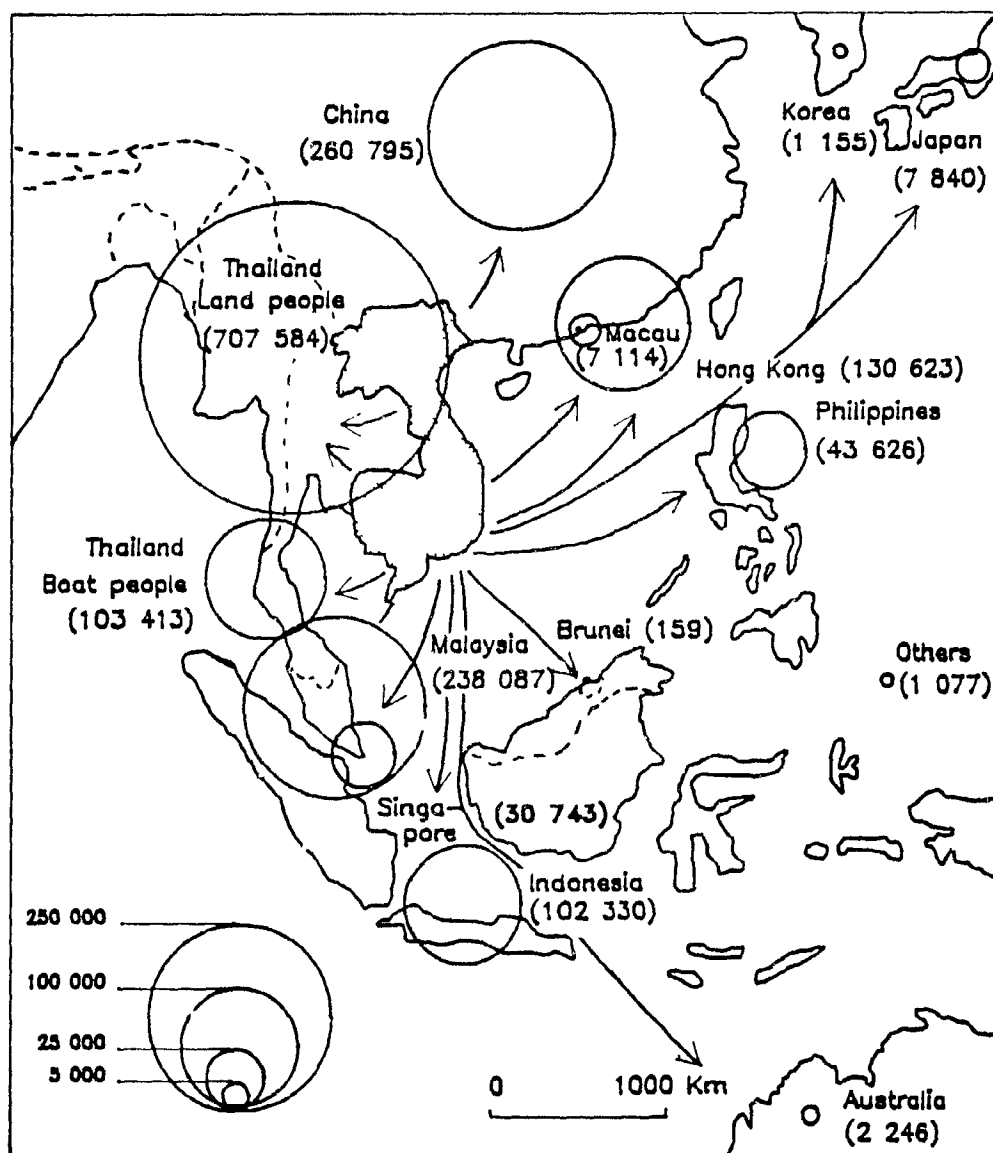 China
(260 795)
Korea
(1 155)
Japan
(7 840)
Thailand
Land people
(707 584)
Macau
(7 114)
Hong Kong (130 623)
Philippines
(43 626)
Thailand
Boat people
(103 413)
Malaysia
(238 087)
Brunei (159)
Others
(1 077)
Singa-
pore
(30 743)
Indonesia
(102 330)
250 000
100 000
25 000
5 000
0 1000 Km
Australia
(2 246)